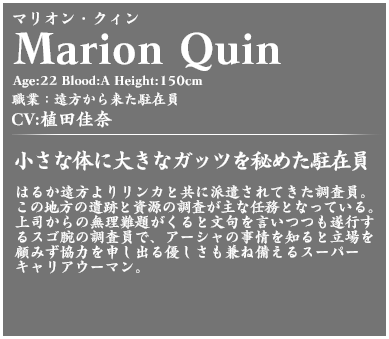 マリオン・クィン
Marion Quin
Age:22 Blood:A Height:150cm
職業：遠方から来た駐在員
CV:植田佳奈
小さな体に大きなガッツを秘めた駐在員
はるか遠方よりリンカと共に派遣されてきた調査員。
この地方の遺跡と資源の調査が主な任務となっている。
上司からの無理難題がくると文句を言いつつも遂行す
るスゴ腕の調査員で、アーシャの事情を知ると立場を
顧みず協力を申し出る優しさも兼ね備えるスーパー
キャリアウーマン。